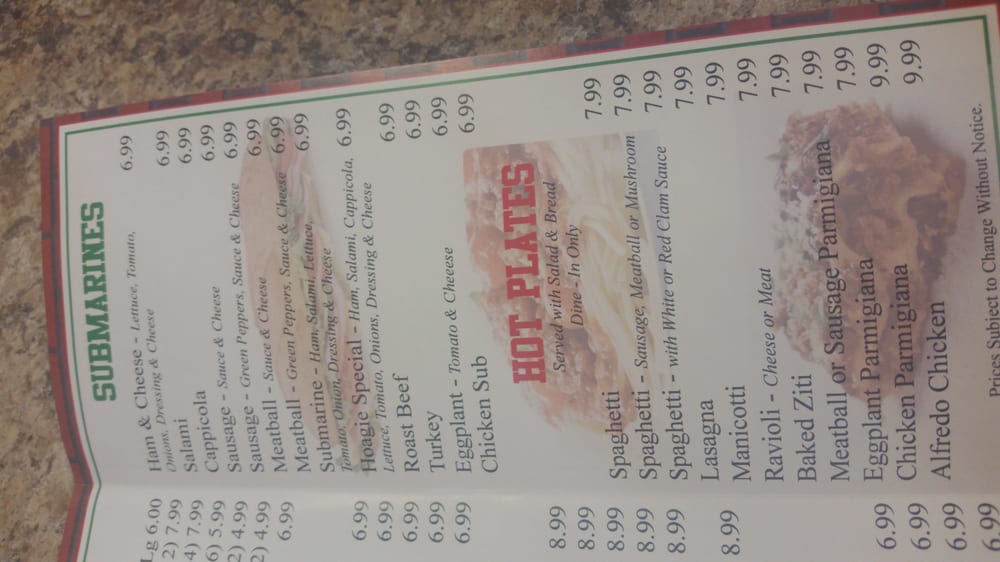 Lg 6.00
2) 7.99
4) 7.99
6) 5.99
2) 4.99
2) 4.99
6.99
6.99
6.99
6.99
6.99
6.99
8.99
8.99
8.99
8.99
8.99
8.99
6.99
6.99
6.99
6.99
SUBMARINES
Ham & Cheese - Lettuce, Tomato, 6.99
Onions, Dressing & Cheese
Salami 6.99
Cappicola 6.99
Sausage - Sauce & Cheese 6.99
Sausage - Green Peppers, Sauce & Cheese 6.99
Meatball - Sauce & Cheese 6.99
Meatball - Green Peppers, Sauce & Cheese 6.99
Submarine - Ham, Salami, Lettuce, 6.99
Tomato, Onion, Dressing & Cheese
Hoagie Special - Ham, Salami, Cappicola, 6.99
Lettuce, Tomato, Onions, Dressing & Cheese
Roast Beef 6.99
Turkey 6.99
Eggplant - Tomato & Cheeese 6.99
Chicken Sub 6.99
HOT PLATES
Served with Salad & Bread
Dine - In Only
Spaghetti 7.99
Spaghetti - Sausage, Meatball or Mushroom 7.99
Spaghetti - with White or Red Clam Sauce 7.99
Lasagna 7.99
Manicotti 7.99
Ravioli - Cheese or Meat 7.99
Baked Ziti 7.99
Meatball or Sausage Parmigiana 7.99
Eggplant Parmigiana 7.99
Chicken Parmigiana 9.99
Alfredo Chicken 9.99
Prices Subject to Change Without Notice.